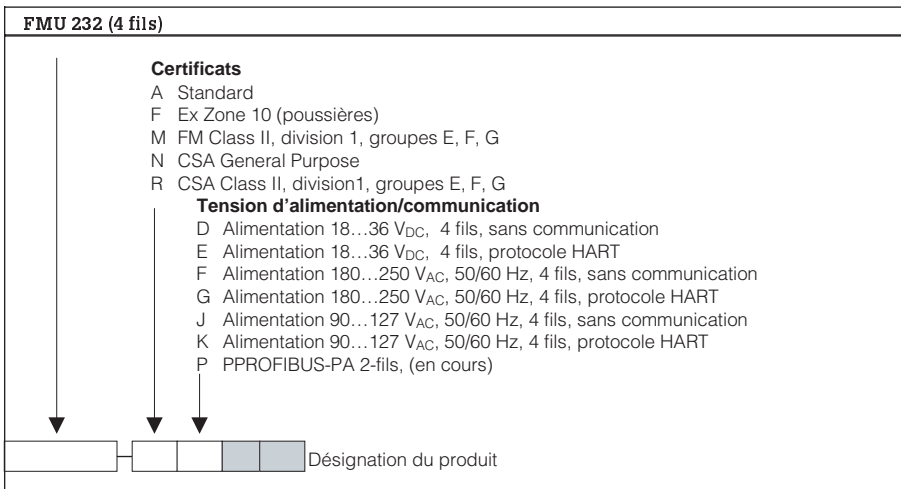 FMU 232 (4 fils)
Certificats
A Standard
F Ex Zone 10 (poussières)
M FM Class II, division 1, groupes E, F, G
N CSA General Purpose
R CSA Class II, division1, groupes E, F, G
Tension d'alimentation/communication
D Alimentation 18…36 VDC, 4 fils, sans communication
E Alimentation 18…36 VDC, 4 fils, protocole HART
F Alimentation 180…250 VAC, 50/60 Hz, 4 fils, sans communication
G Alimentation 180…250 VAC, 50/60 Hz, 4 fils, protocole HART
J Alimentation 90…127 VAC, 50/60 Hz, 4 fils, sans communication
K Alimentation 90…127 VAC, 50/60 Hz, 4 fils, protocole HART
P PPROFIBUS-PA 2-fils, (en cours)
Désignation du produit